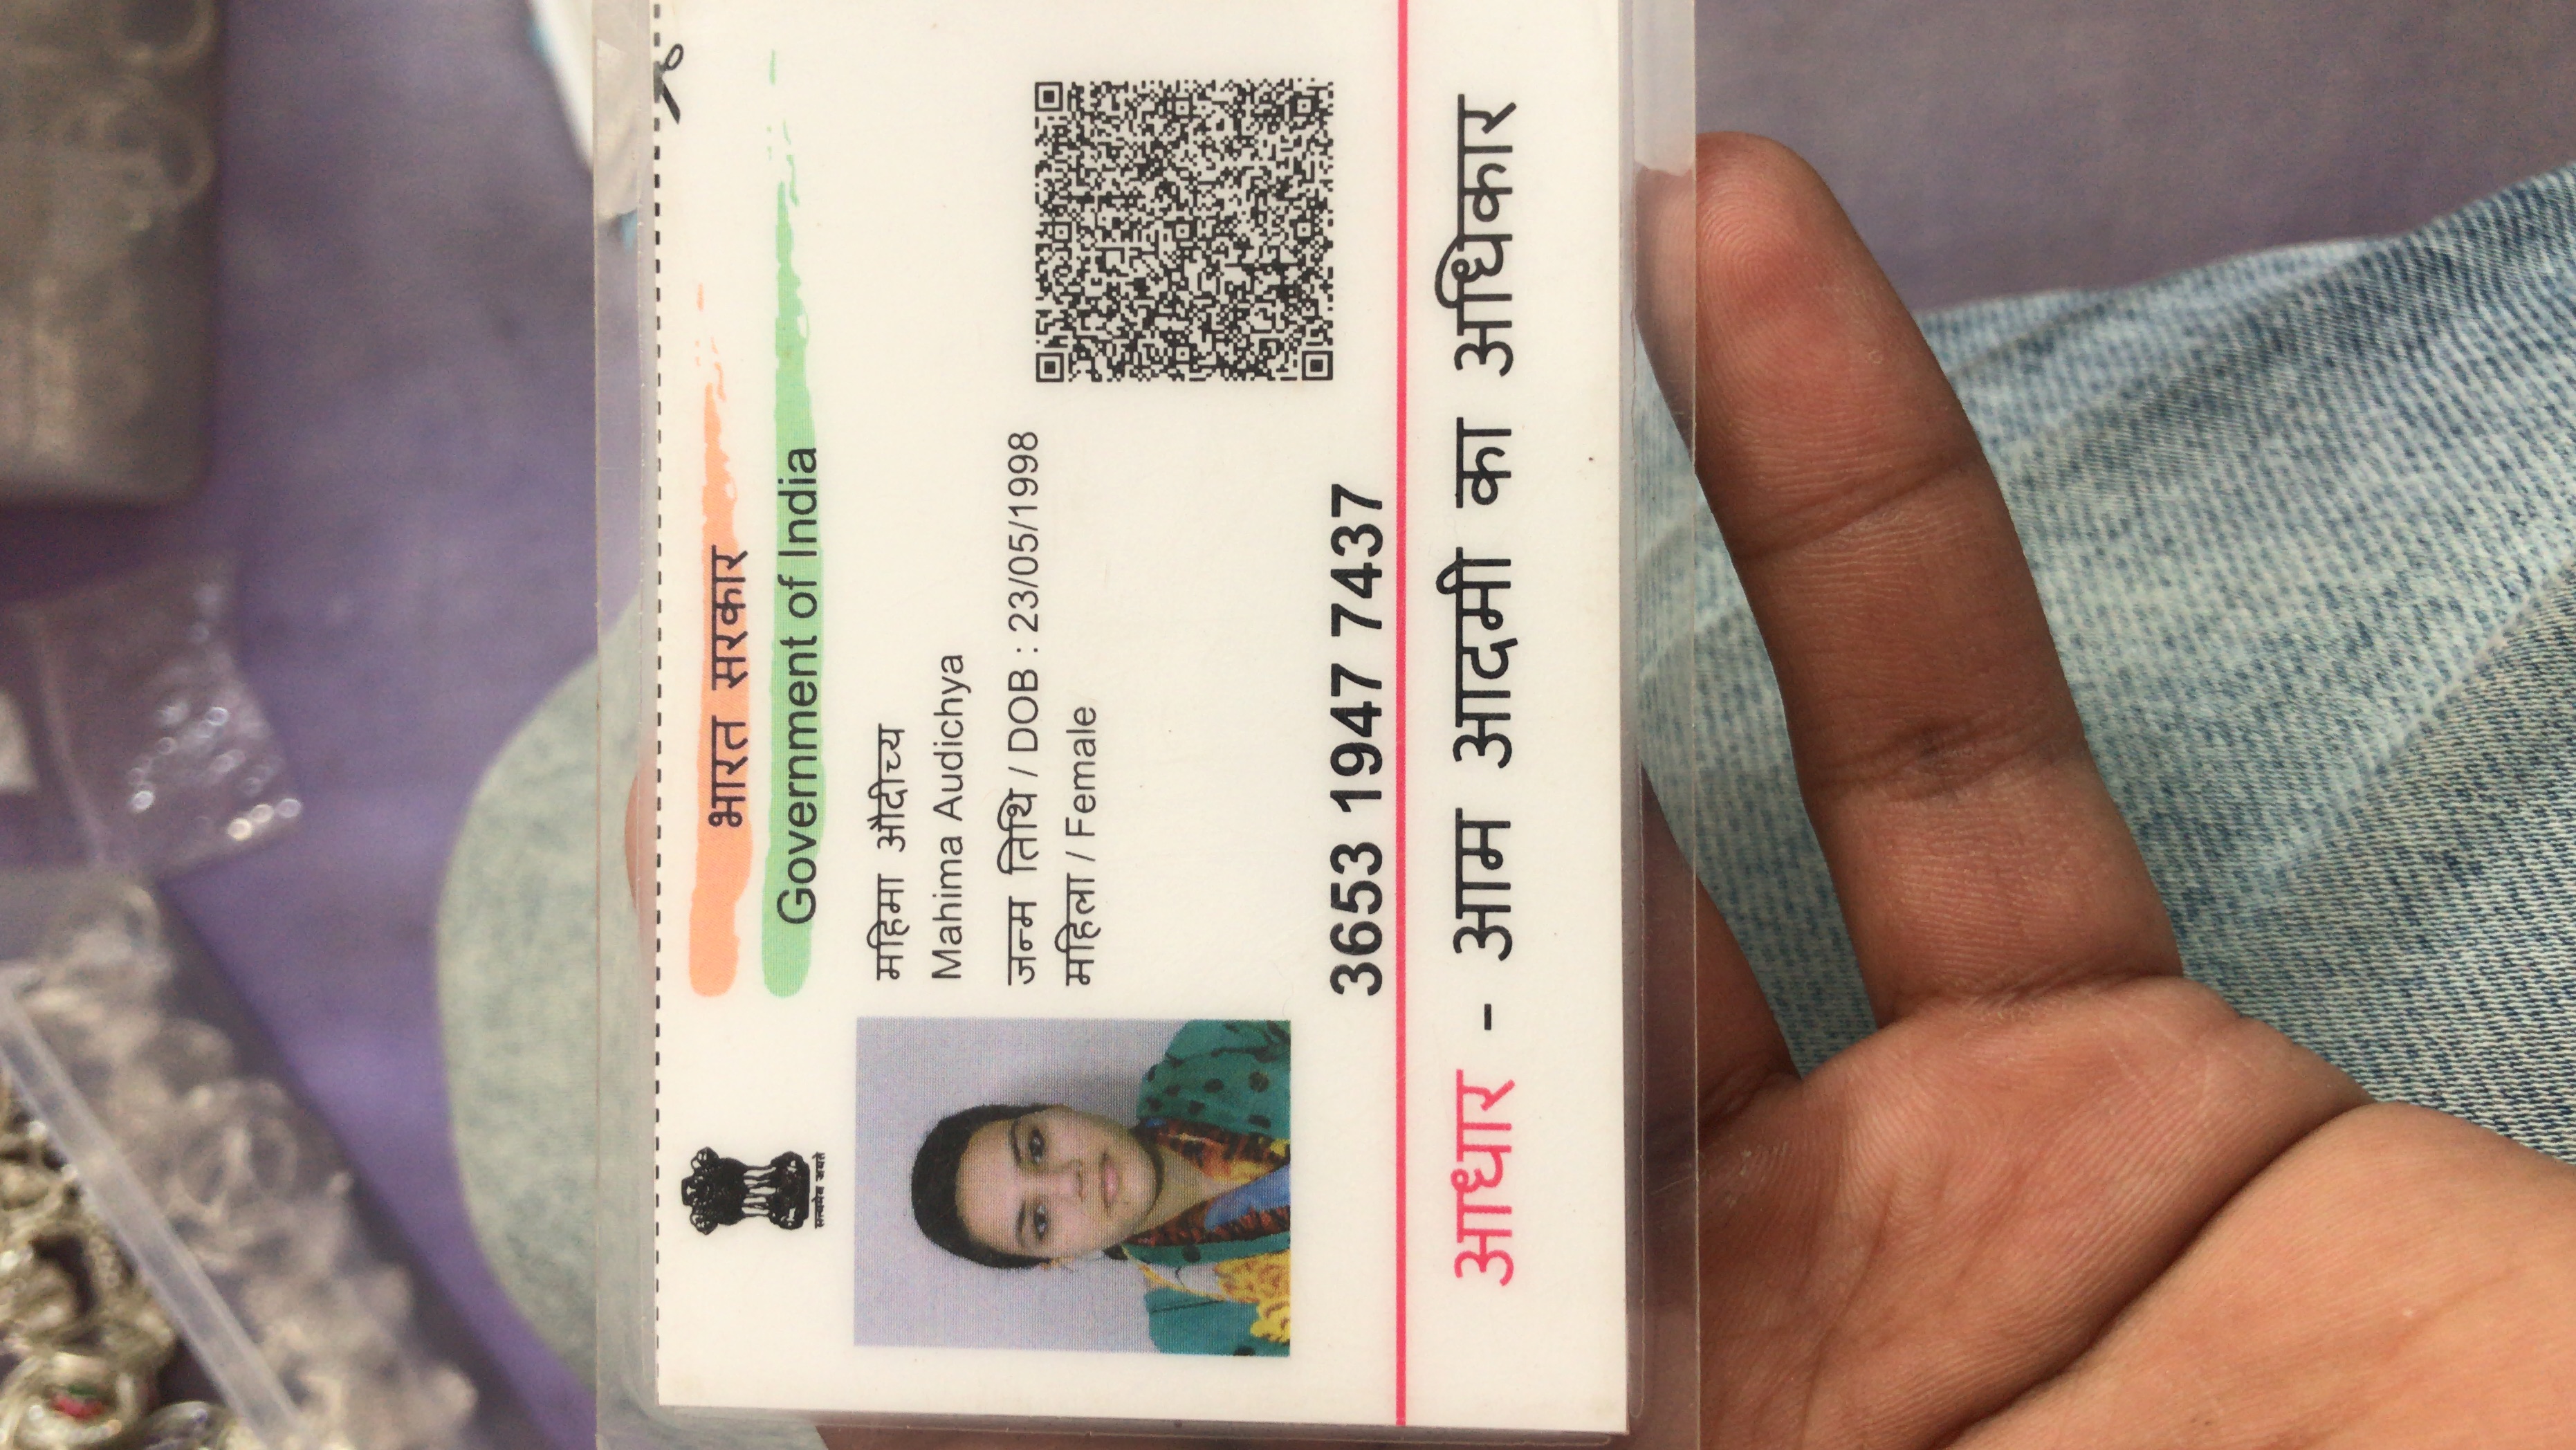 भारत सरकार
Government of India
सत्यमेव जयते
महिमा औदीच्य
Mahima Audichya
जन्म तिथि / DOB : 23/05/1998
महिला / Female
3653 1947 7437
आधार - आम आदमी का अधिकार